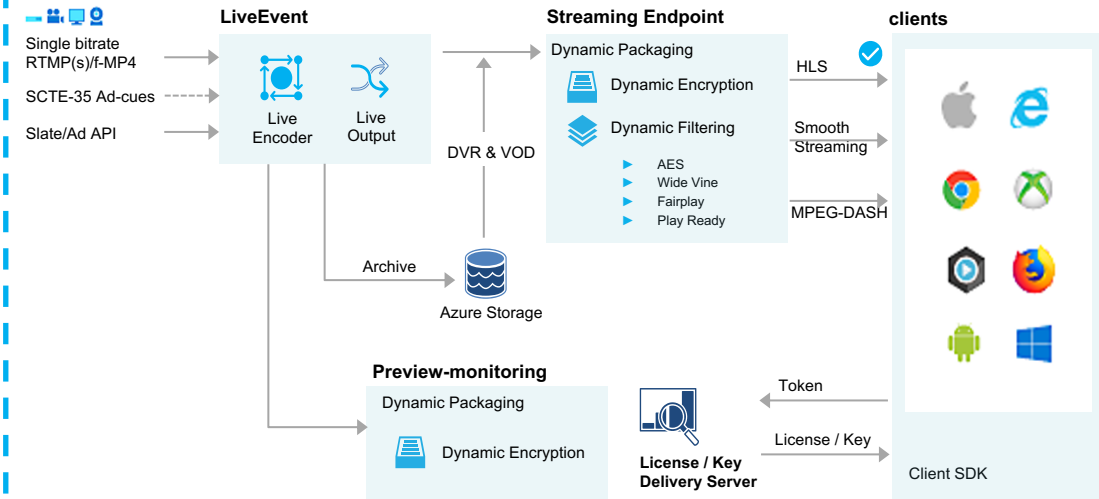 Single bitrate
RTMP(s)/f-MP4
SCTE-35 Ad-cues
Slate/Ad API
LiveEvent
Live
Encoder
Live
Output
DVR & VOD
Archive
Azure Storage
Streaming Endpoint
Dynamic Packaging
Dynamic Encryption
Dynamic Filtering
AES
Wide Vine
Fairplay
Play Ready
HLS
Smooth
Streaming
MPEG-DASH
clients
Preview-monitoring
Dynamic Packaging
Dynamic Encryption
License / Key
Delivery Server
Token
License / Key
Client SDK